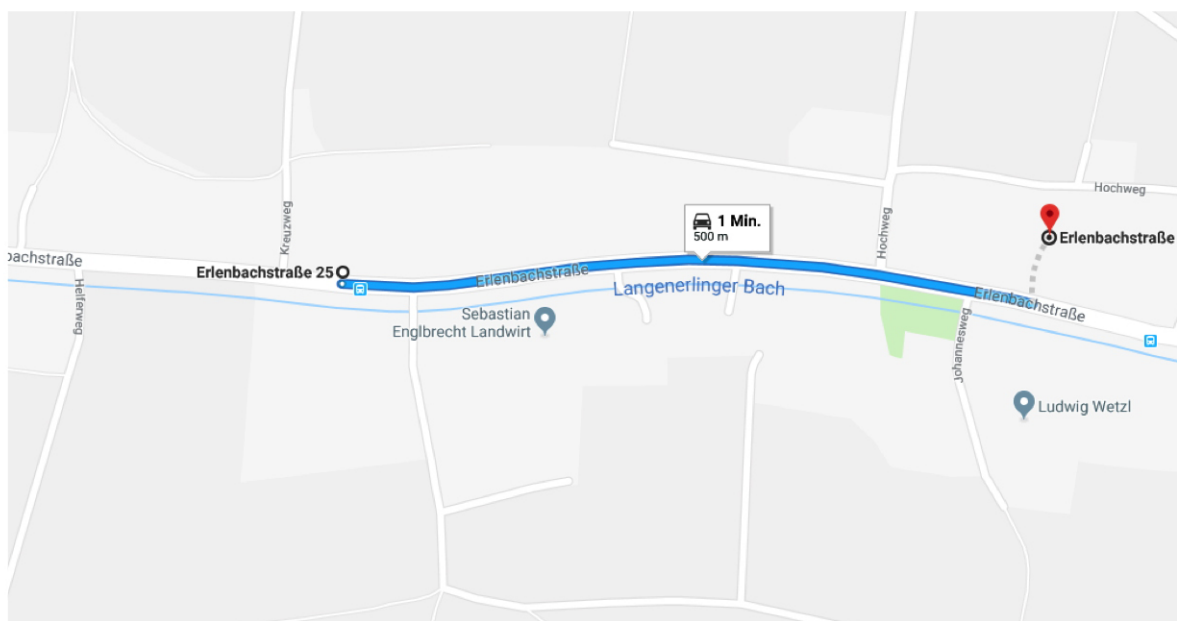 Hochweg
Kreuzweg
Hochweg
1 Min.
500 m
Erlenbachstraße
bachstraße
Erlenbachstraße 25
Erlenbachstraße
Helferweg
Langenerlinger Bach
Erlenbachstraße
Sebastian
Englbrecht Landwirt
Johannesweg
Ludwig Wetzl